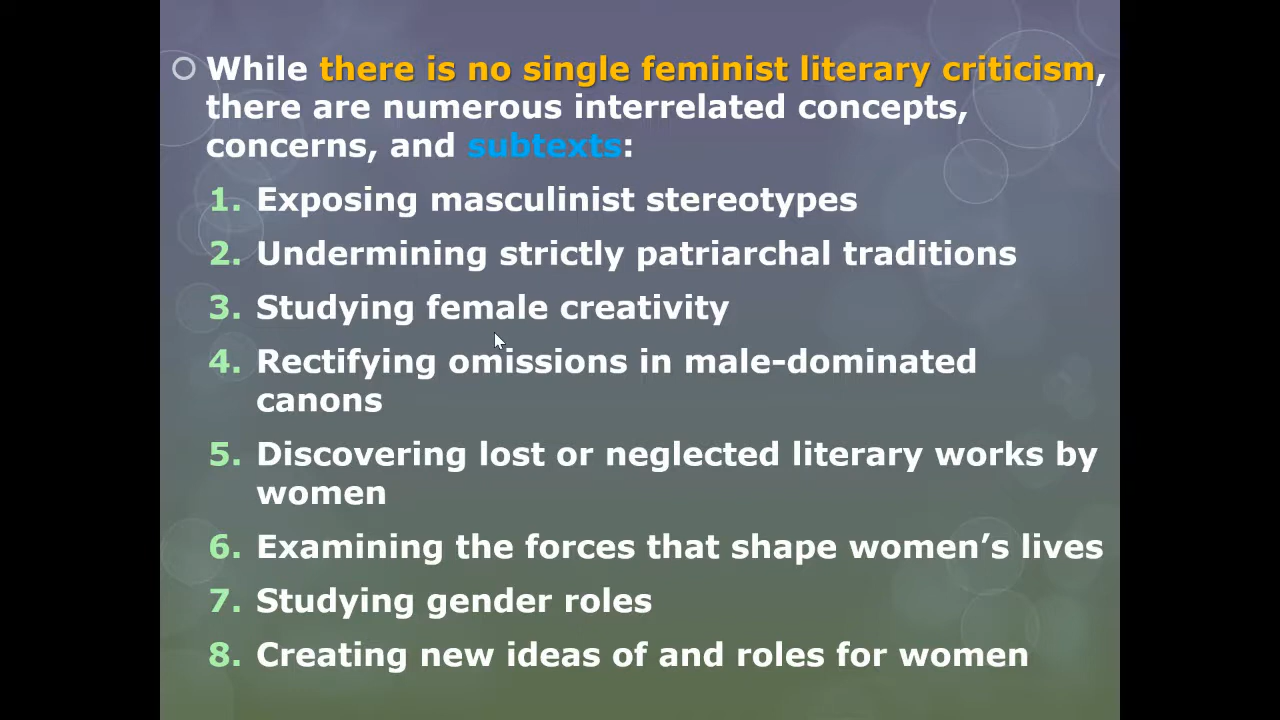 While there is no single feminist literary criticism,
there are numerous interrelated concepts,
concerns, and subtexts:
1. Exposing masculinist stereotypes
2. Undermining strictly patriarchal traditions
3. Studying female creativity
4. Rectifying omissions in male-dominated
canons
5. Discovering lost or neglected literary works by
women
6. Examining the forces that shape women’s lives
7. Studying gender roles
8. Creating new ideas of and roles for women